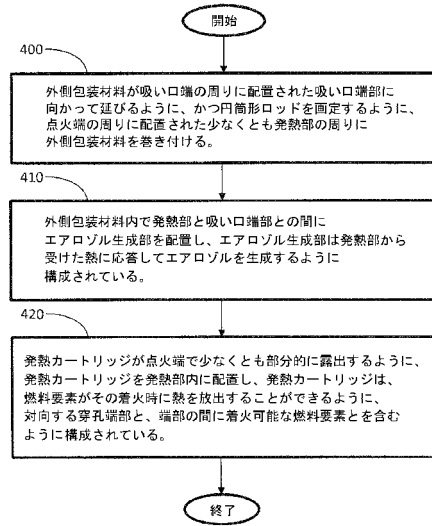 開始
400
外側包装材料が吸い口端の周りに配置された吸い口端部に
向かって延びるように、かつ円筒形ロッドを画定するように、
点火端の周りに配置された少なくとも発熱部の周りに
外側包装材料を巻き付ける。
410
外側包装材料内で発熱部と吸い口端部との間に
エアロゾル生成部を配置し、エアロゾル生成部は発熱部から
受けた熱に応答してエアロゾルを生成するように
構成されている。
420
発熱カートリッジが点火端で少なくとも部分的に露出するように、
発熱カートリッジを発熱部内に配置し、発熱カートリッジは、
燃料要素がその着火時に熱を放出することができるように、
対向する穿孔端部と、端部の間に着火可能な燃料要素とを含む
ように構成されている。
終了